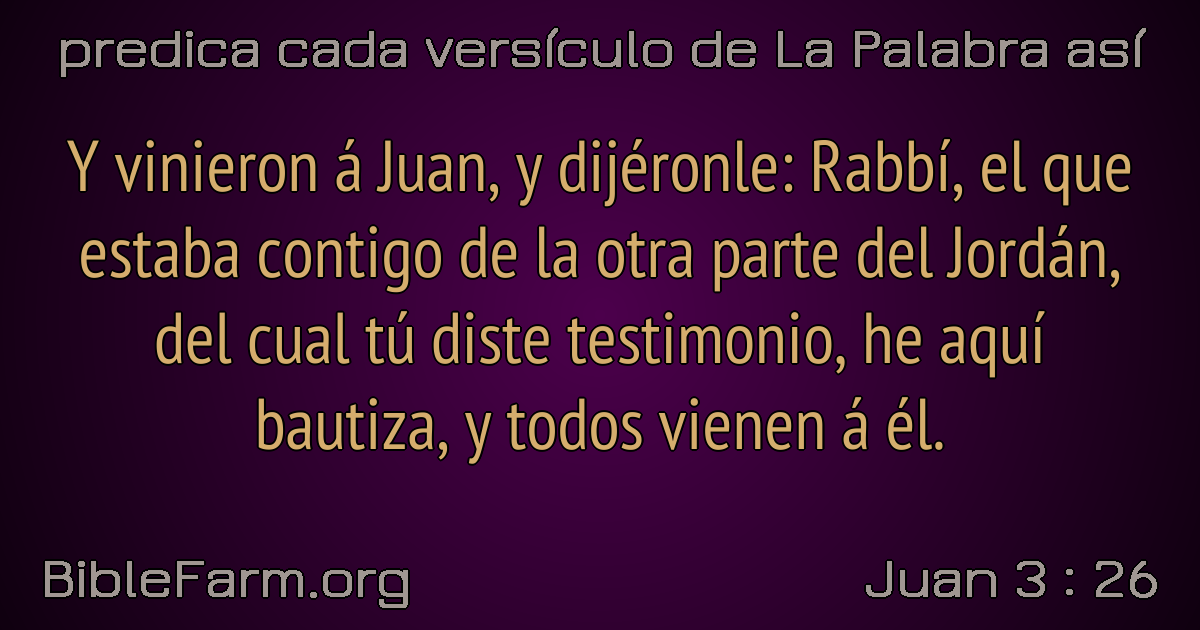 predica cada versículo de La Palabra así
Y vinieron á Juan, y dijéronle: Rabbí, el que
estaba contigo de la otra parte del Jordán,
del cual tú diste testimonio, he aquí
bautiza, y todos vienen á él.
BibleFarm.org
Juan 3 : 26